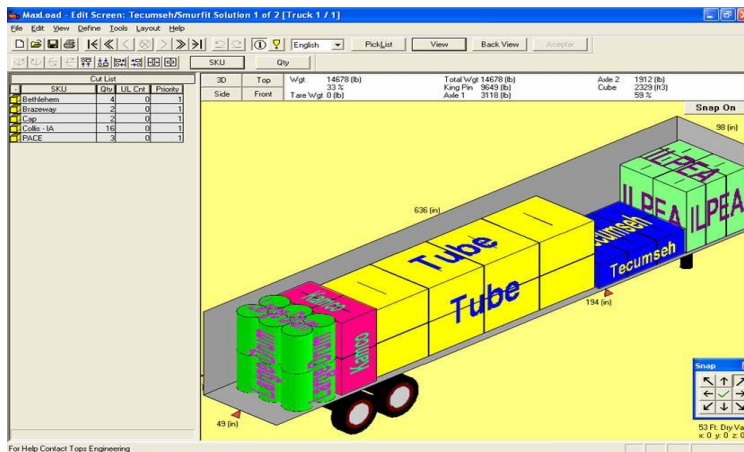 MaxLoad - Edit Screen: Tecumseh/Smurfit Solution 1 of 2 [Truck 1 / 1]
File Edit View Define Tools Layout Help
English PickList View Back View Aceptar
SKU Qty
Cut List
- SKU Qty UL Cnt Priority
Bethlehem 4 0 1
Brazeway 2 0 1
Cap 2 0 1
Collis - IA 16 0 1
PACE 3 0 1
3D Top Wgt 14678 (lb) Total Wgt 14678 (lb) Axle 2 1912 (lb)
33 % King Pin 9649 (lb) Cube 2329 (ft3)
Side Front Tare Wgt 0 (lb) Axle 1 3118 (lb) 59 %
Snap On
98 (in)
ILPEA
636 (in)
ILPEA ILPEA
Tube
Tecumseh
Tecumseh
Tube
Kamco
194 (in)
Kamco
49 (in)
Snap
53 Ft. Dry Va
x: 0 y: 0 z: 0
For Help Contact Tops Engineering